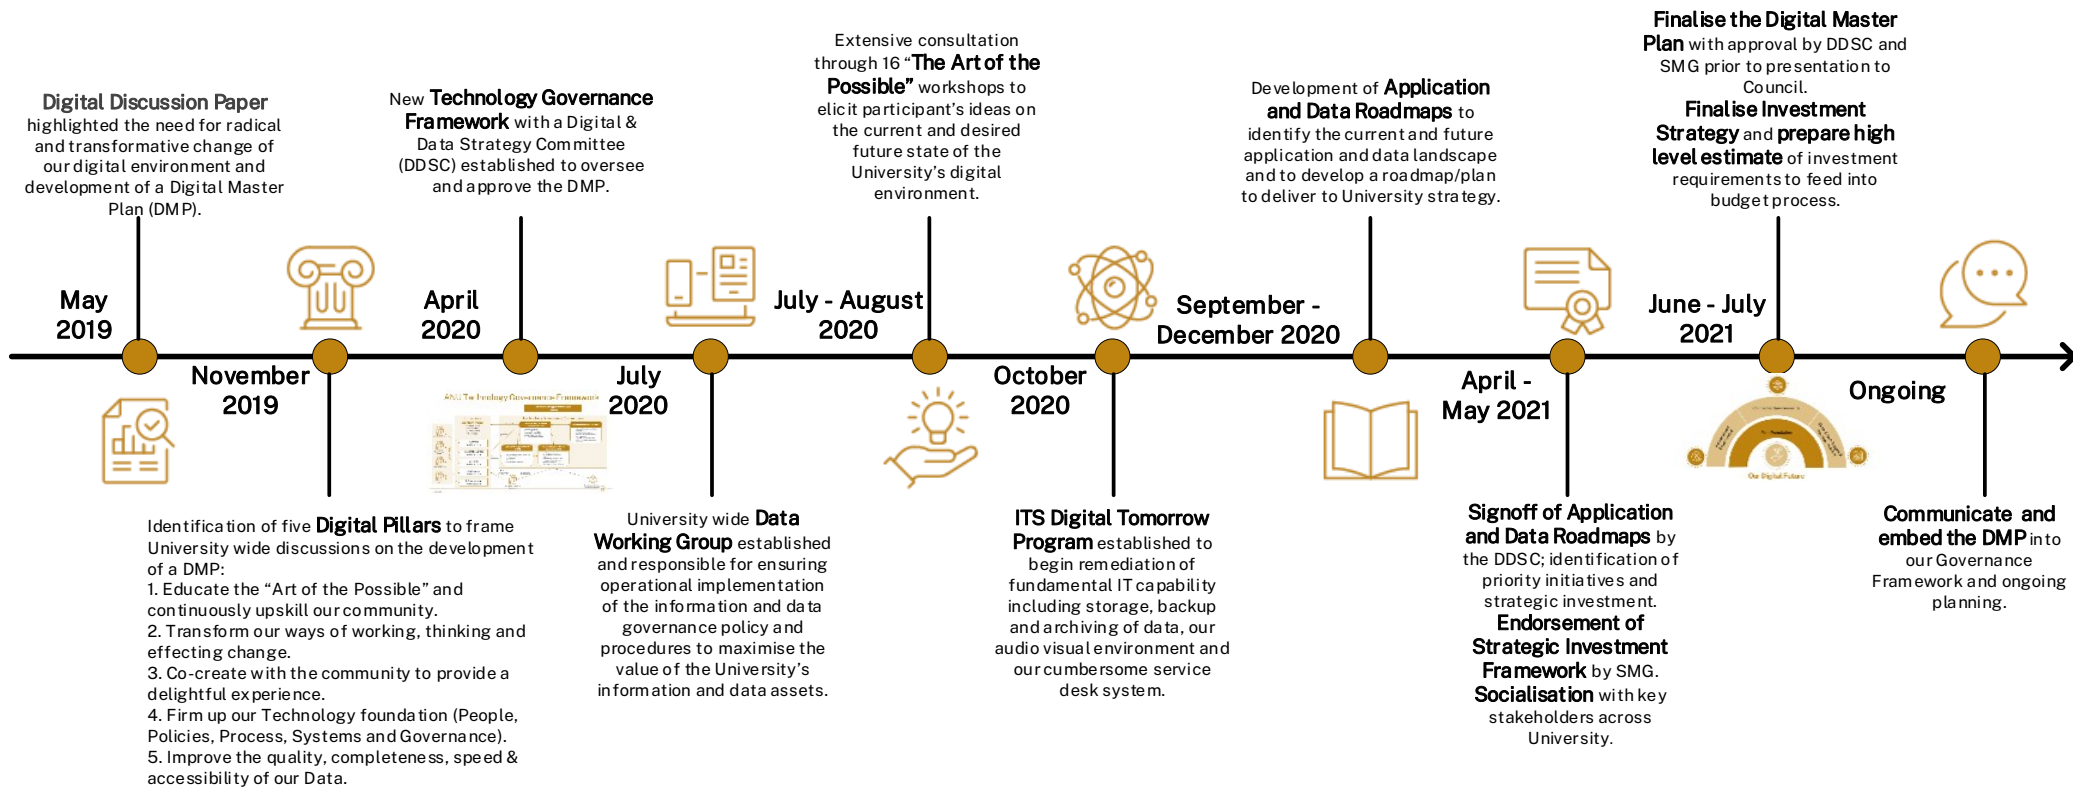 Digital Discussion Paper
highlighted the need for radical
and transformative change of
our digital environment and
development of a Digital Master
Plan (DMP).
May
2019
November
2019
Identification of five Digital Pillars to frame
University wide discussions on the development
of a DMP:
1. Educate the “Art of the Possible” and
continuously upskill our community.
2. Transform our ways of working, thinking and
effecting change.
3. Co-create with the community to provide a
delightful experience.
4. Firm up our Technology foundation (People,
Policies, Process, Systems and Governance).
5. Improve the quality, completeness, speed &
accessibility of our Data.
New Technology Governance
Framework with a Digital &
Data Strategy Committee
(DDSC) established to oversee
and approve the DMP.
April
2020
ANU Technology Governance Framework
July
2020
University wide Data
Working Group established
and responsible for ensuring
operational implementation
of the information and data
governance policy and
procedures to maximise the
value of the University’s
information and data assets.
Extensive consultation
through 16 “The Art of the
Possible” workshops to
elicit participant’s ideas on
the current and desired
future state of the
University’s digital
environment.
July - August
2020
October
2020
ITS Digital Tomorrow
Program established to
begin remediation of
fundamental IT capability
including storage, backup
and archiving of data, our
audio visual environment and
our cumbersome service
desk system.
Development of Application
and Data Roadmaps to
identify the current and future
application and data landscape
and to develop a roadmap/plan
to deliver to University strategy.
September -
December 2020
April -
May 2021
Signoff of Application
and Data Roadmaps by
the DDSC; identification of
priority initiatives and
strategic investment.
Endorsement of
Strategic Investment
Framework by SMG.
Socialisation with key
stakeholders across
University.
Finalise the Digital Master
Plan with approval by DDSC and
SMG prior to presentation to
Council.
Finalise Investment
Strategy and prepare high
level estimate of investment
requirements to feed into
budget process.
June - July
2021
Our Digital Future
Ongoing
Communicate and
embed the DMP into
our Governance
Framework and ongoing
planning.